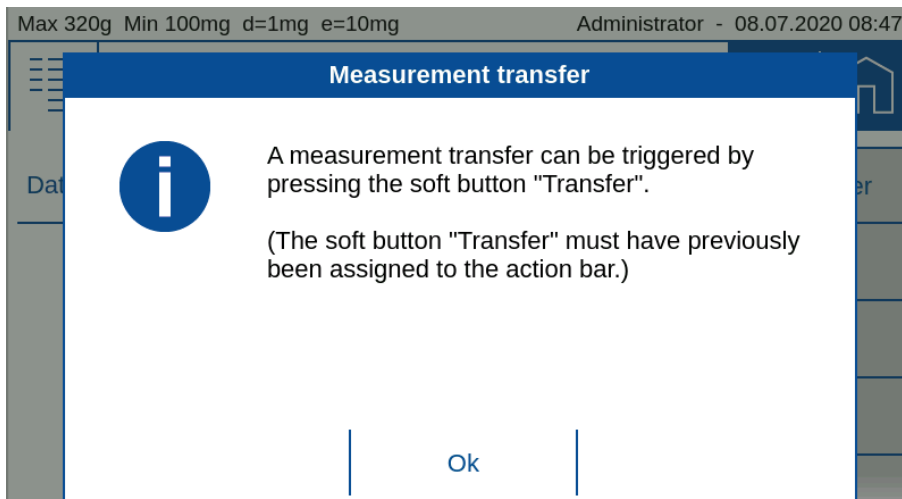 Max 320g Min 100mg d=1mg e=10mg Administrator - 08.07.2020 08:47
Measurement transfer
A measurement transfer can be triggered by
pressing the soft button "Transfer".
(The soft button "Transfer" must have previously
been assigned to the action bar.)
Ok